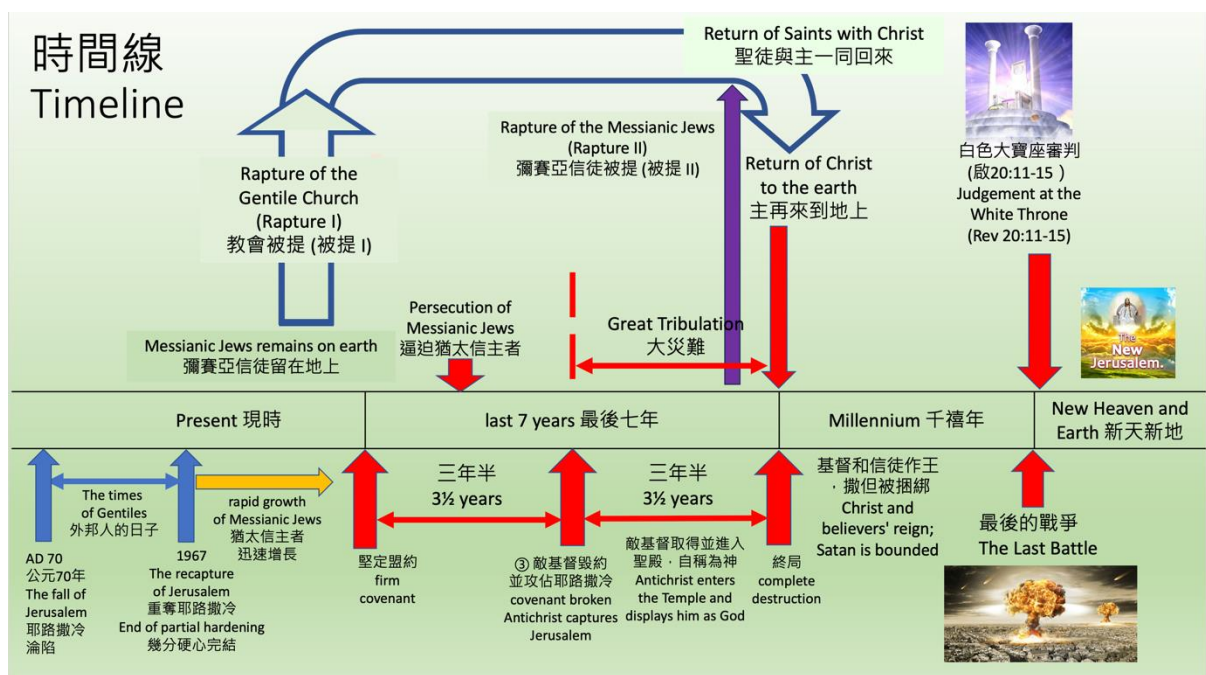 時間線
Timeline
Return of Saints with Christ
聖徒與主一同回來
Rapture of the
Gentile Church
(Rapture I)
教會被提 (被提 I)
Rapture of the Messianic Jews
(Rapture II)
彌賽亞信徒被提 (被提 II)
Return of Christ
to the earth
主再來到地上
白色大寶座審判
(啟20:11-15 )
Judgement at the
White Throne
(Rev 20:11-15)
Messianic Jews remains on earth
彌賽亞信徒留在地上
Persecution of
Messianic Jews
逼迫猶太信主者
Great Tribulation
大災難
The
New
Jerusalem.
Present 現時
last 7 years 最後七年
Millennium 千禧年
New Heaven and
Earth 新天地
The times
of Gentiles
外邦人的日子
rapid growth
of Messianic Jews
猶太信主者
迅速增長
三年半
3½ years
三年半
3½ years
基督和信徒作王
，撒但被捆綁
Christ and
believers' reign;
Satan is bounded
最後的戰爭
The Last Battle
AD 70
公元70年
The fall of
Jerusalem
耶路撒冷
淪陷
1967
The recapture
of Jerusalem
重奪耶路撒冷
End of partial hardening
幾分硬心完結
堅定盟約
firm
covenant
③ 敵基督毀約
並攻佔耶路撒冷
covenant broken
Antichrist captures
Jerusalem
敵基督取得並進入
聖殿，自稱為神
Antichrist enters
the Temple and
displays him as God
終局
complete
destruction